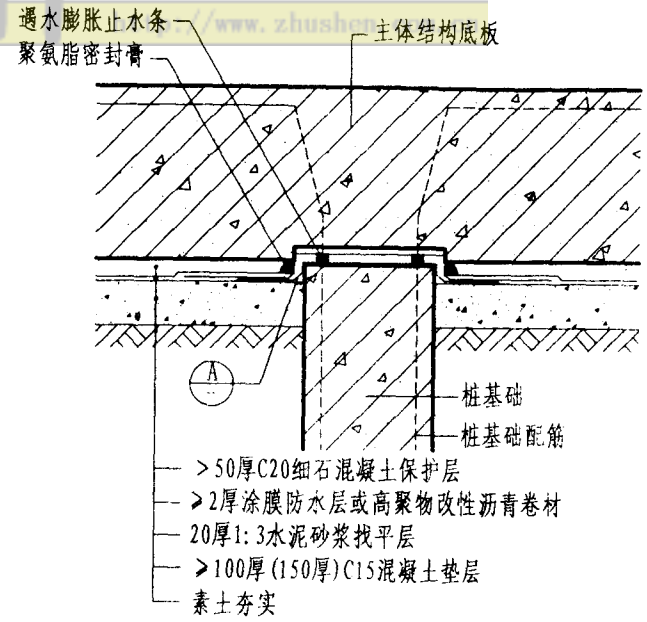 http://www.zhushen.com.cn
遇水膨胀止水条
聚氨脂密封膏
主体结构底板
A
桩基础
桩基础配筋
>50厚C20细石混凝土保护层
≥2厚涂膜防水层或高聚物改性沥青卷材
20厚1:3水泥砂浆找平层
≥100厚(150厚)C15混凝土垫层
素土夯实